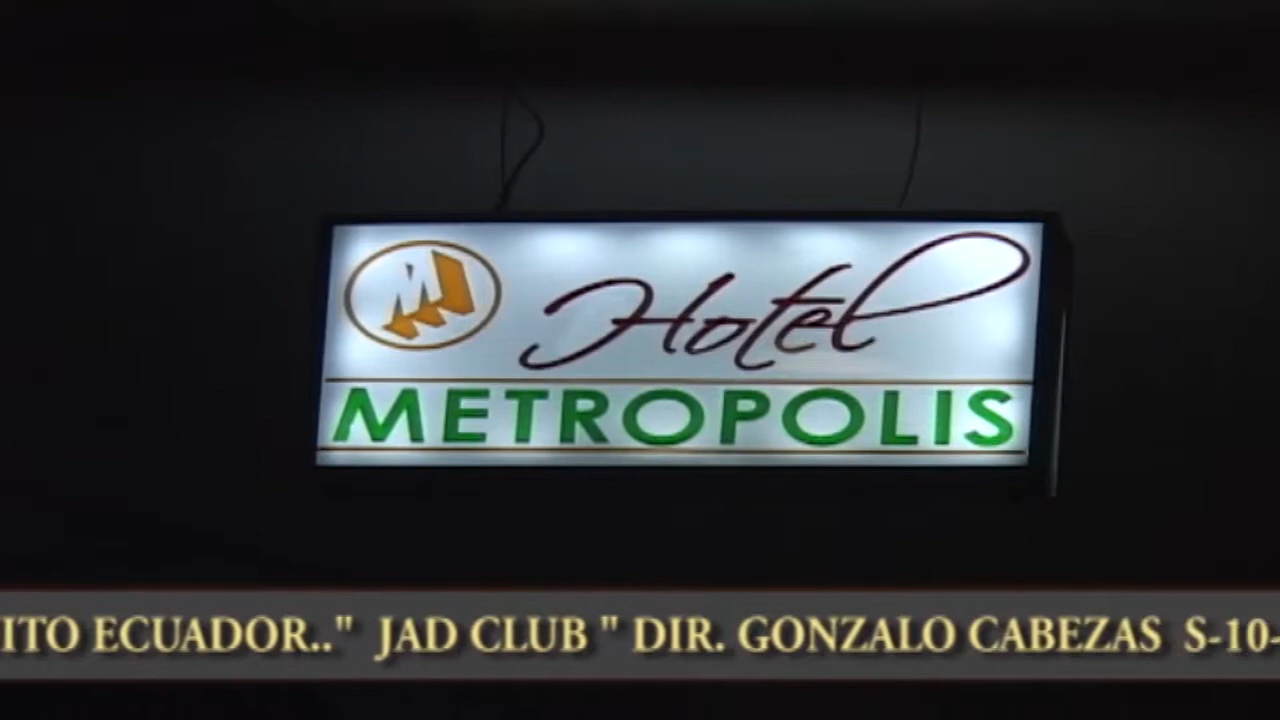 M
Hotel
METROPOLIS
ITO ECUADOR.." JAD CLUB " DIR. GONZALO CABEZAS S-10-